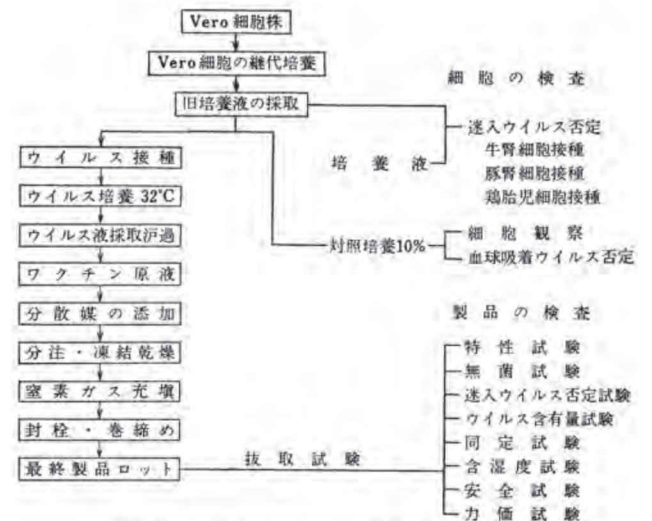 Vero 細胞株
Vero 細胞の継代培養
旧培養液の採取
細胞の検査
迷入ウイルス否定
牛腎細胞接種
豚腎細胞接種
鶏胎児細胞接種
培養液
ウイルス接種
ウイルス培養 32℃
ウイルス液採取沪過
ワクチン原液
分散媒の添加
分注・凍結乾燥
窒素ガス充塡
封栓・巻締め
最終製品ロット
対照培養10%
細胞観察
血球吸着ウイルス否定
製品の検査
抜取試験
特性試験
無菌試験
迷入ウイルス否定試験
ウイルス含有量試験
同定試験
含湿度試験
安全試験
力価試験